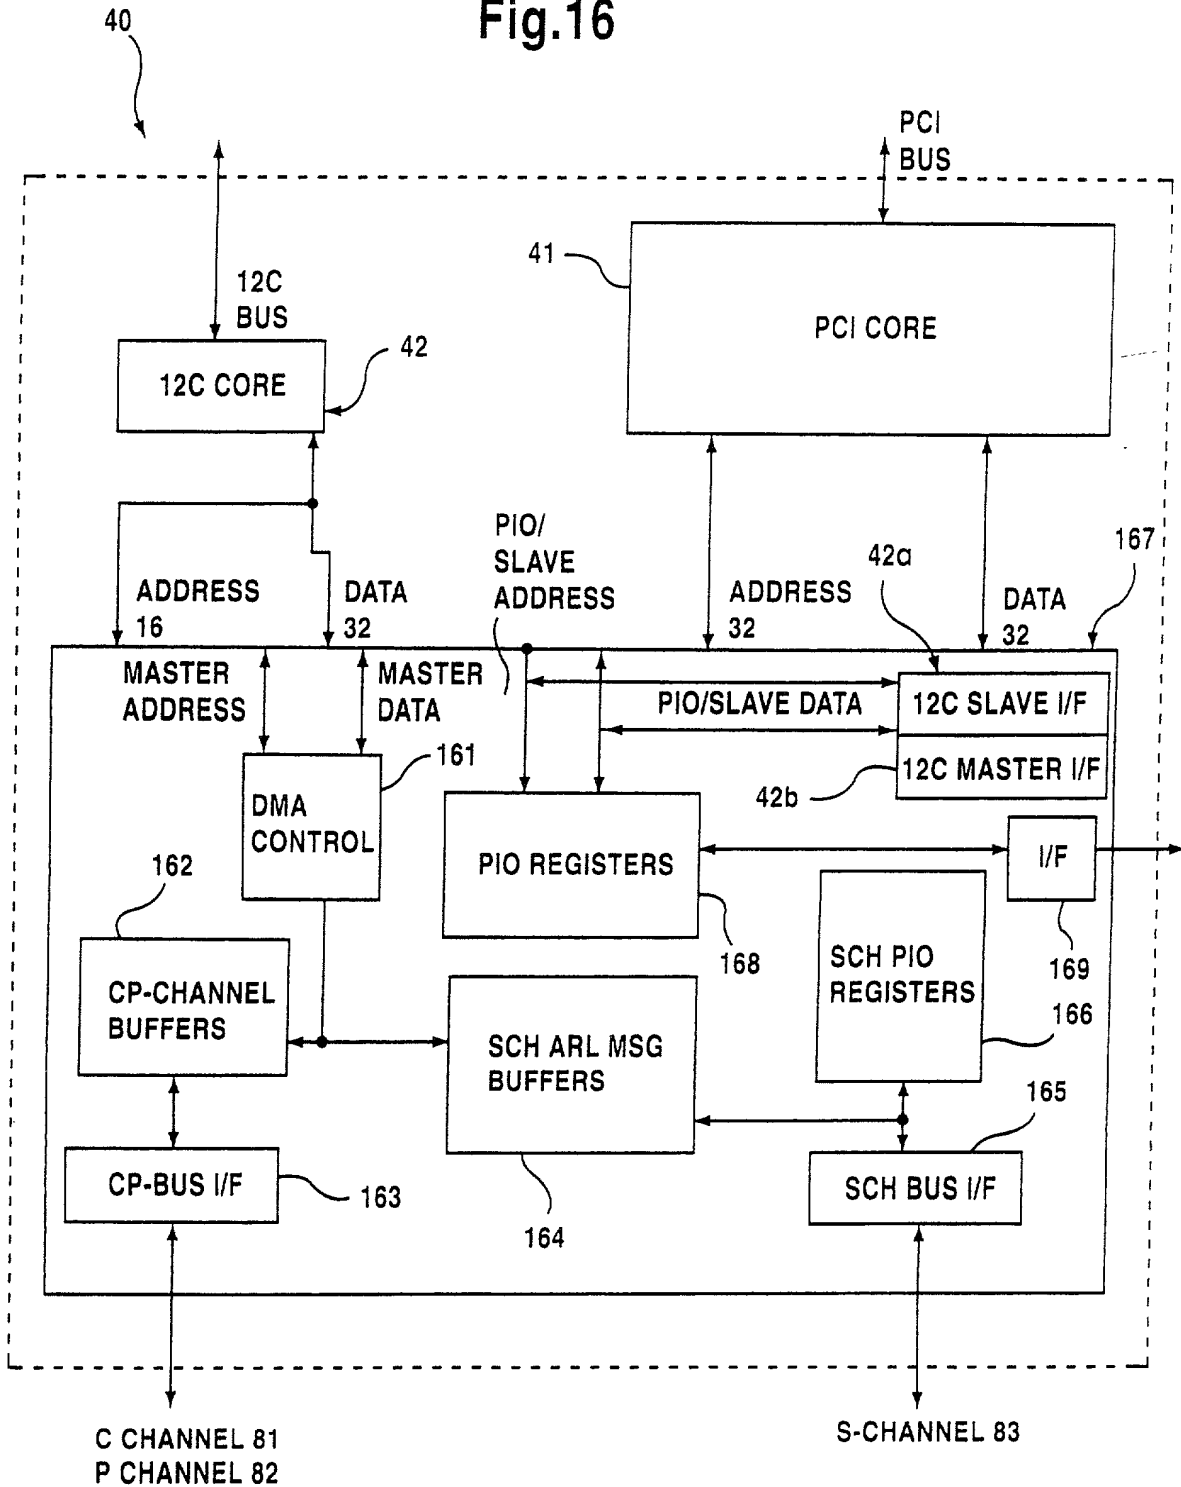 Fig.16
40
PCI
BUS
41
PCI CORE
12C
BUS
42
12C CORE
PIO/
SLAVE
ADDRESS
42a
167
ADDRESS
16
DATA
32
ADDRESS
32
DATA
32
MASTER
ADDRESS
MASTER
DATA
PIO/SLAVE DATA
12C SLAVE I/F
12C MASTER I/F
42b
161
DMA
CONTROL
PIO REGISTERS
I/F
162
168
169
CP-CHANNEL
BUFFERS
SCH ARL MSG
BUFFERS
SCH PIO
REGISTERS
166
165
CP-BUS I/F
163
164
SCH BUS I/F
C CHANNEL 81
P CHANNEL 82
S-CHANNEL 83